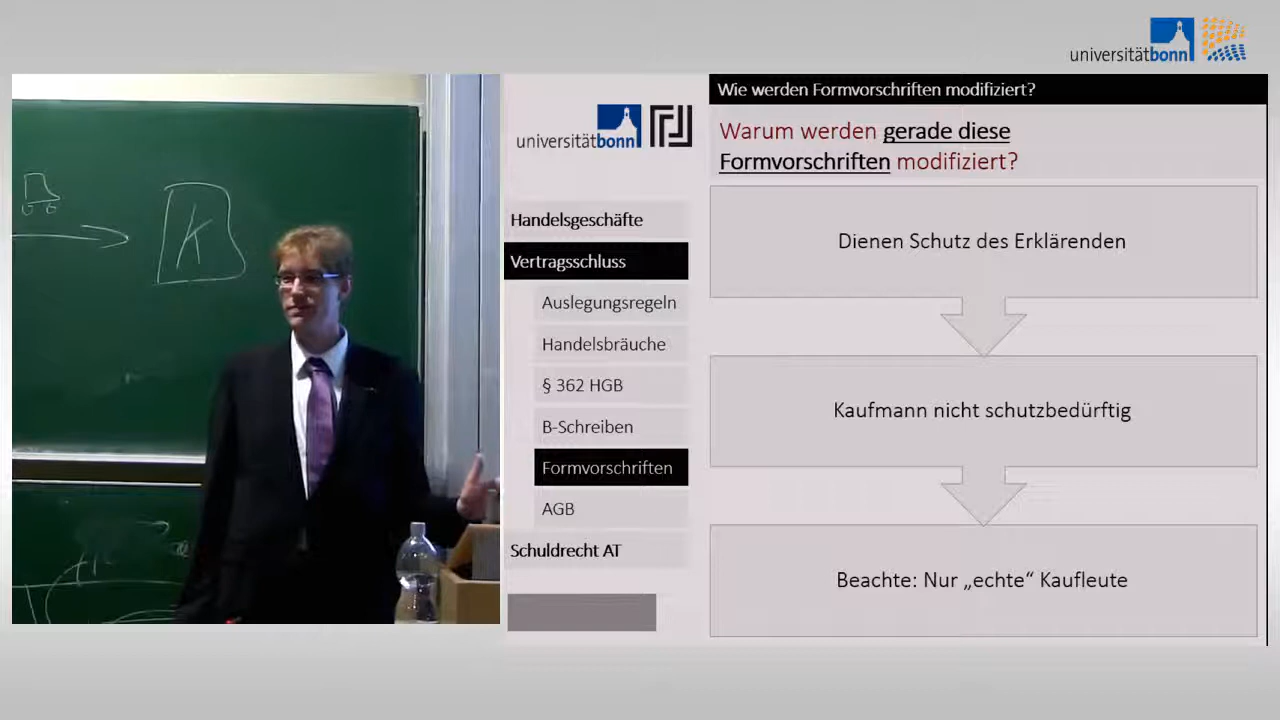 universitätbonn
Wie werden Formvorschriften modifiziert?
universitätbonn
Warum werden gerade diese
Formvorschriften modifiziert?
Handelsgeschäfte
Vertragsschluss
Auslegungsregeln
Handelsbräuche
§ 362 HGB
B-Schreiben
Formvorschriften
AGB
Schuldrecht AT
Dienen Schutz des Erklärenden
Kaufmann nicht schutzbedürftig
Beachte: Nur „echte“ Kaufleute
K